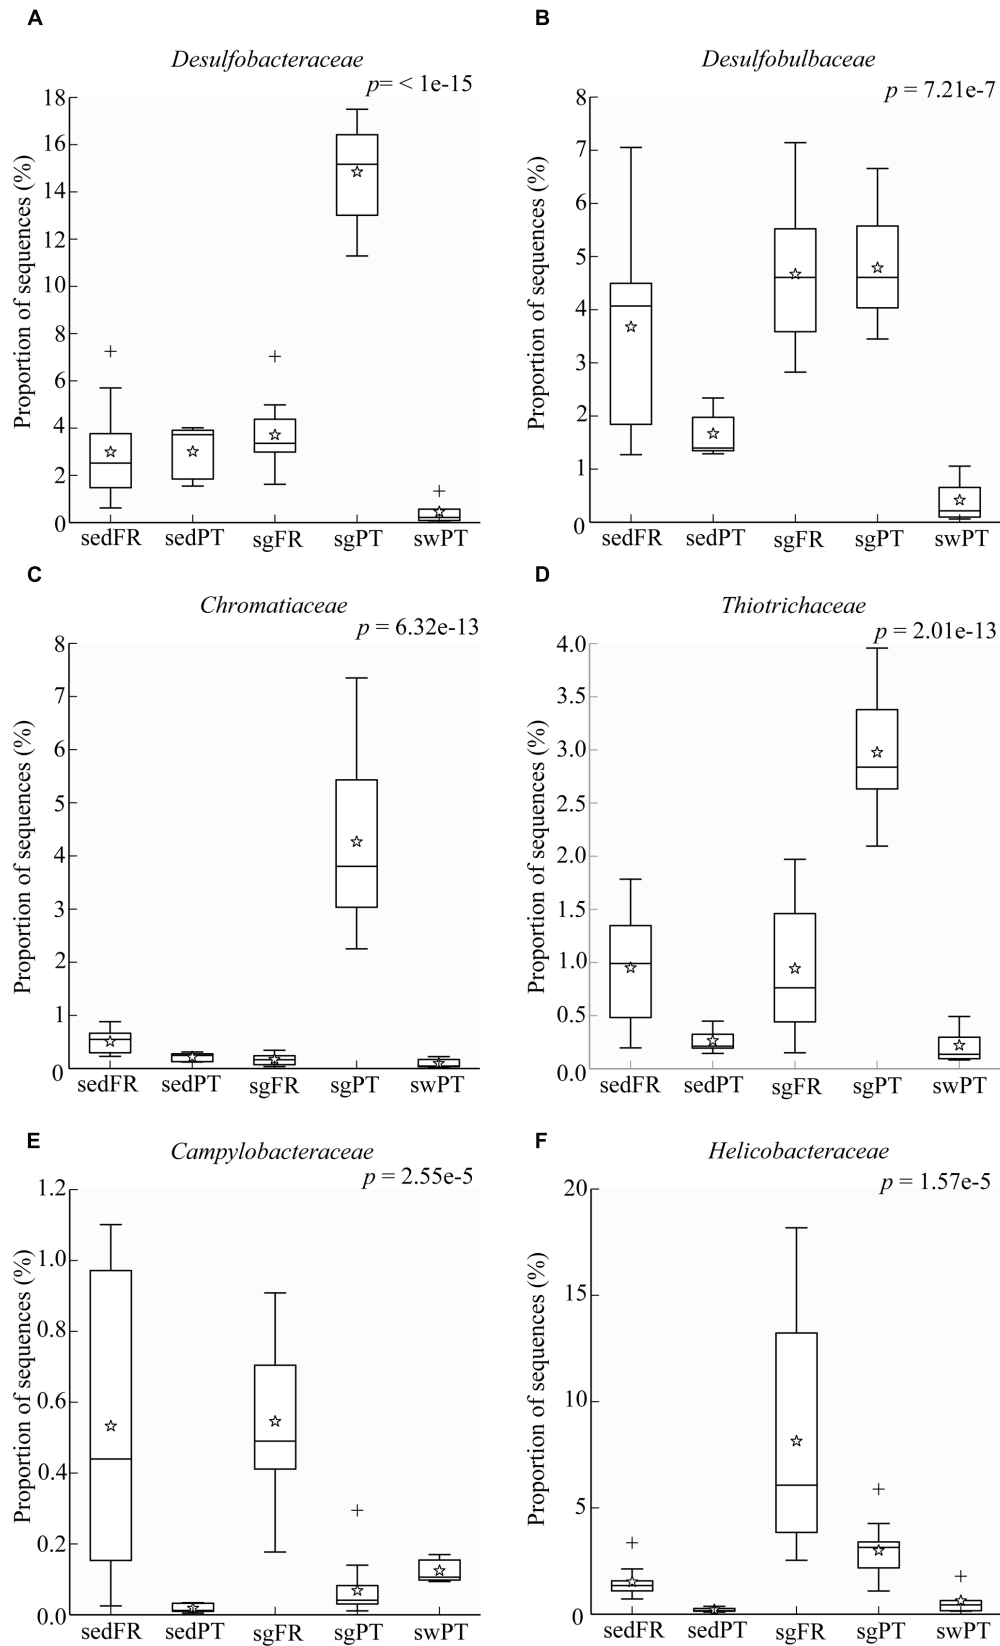 A
Desulfobacteraceae
p= < 1e-15
Proportion of sequences (%)
18
16
14
12
10
8
6
4
2
0
sedFR sedPT sgFR sgPT swPT
B
Desulfobulbaceae
p = 7.21e-7
Proportion of sequences (%)
8
7
6
5
4
3
2
1
0
sedFR sedPT sgFR sgPT swPT
C
Chromatiaceae
p = 6.32e-13
Proportion of sequences (%)
8
7
6
5
4
3
2
1
0
sedFR sedPT sgFR sgPT swPT
D
Thiotrichaceae
p = 2.01e-13
Proportion of sequences (%)
4.0
3.5
3.0
2.5
2.0
1.5
1.0
0.5
0.0
sedFR sedPT sgFR sgPT swPT
E
Campylobacteraceae
p = 2.55e-5
Proportion of sequences (%)
1.2
1.0
0.8
0.6
0.4
0.2
0.0
sedFR sedPT sgFR sgPT swPT
F
Helicobacteraceae
p = 1.57e-5
Proportion of sequences (%)
20
15
10
5
0
sedFR sedPT sgFR sgPT swPT